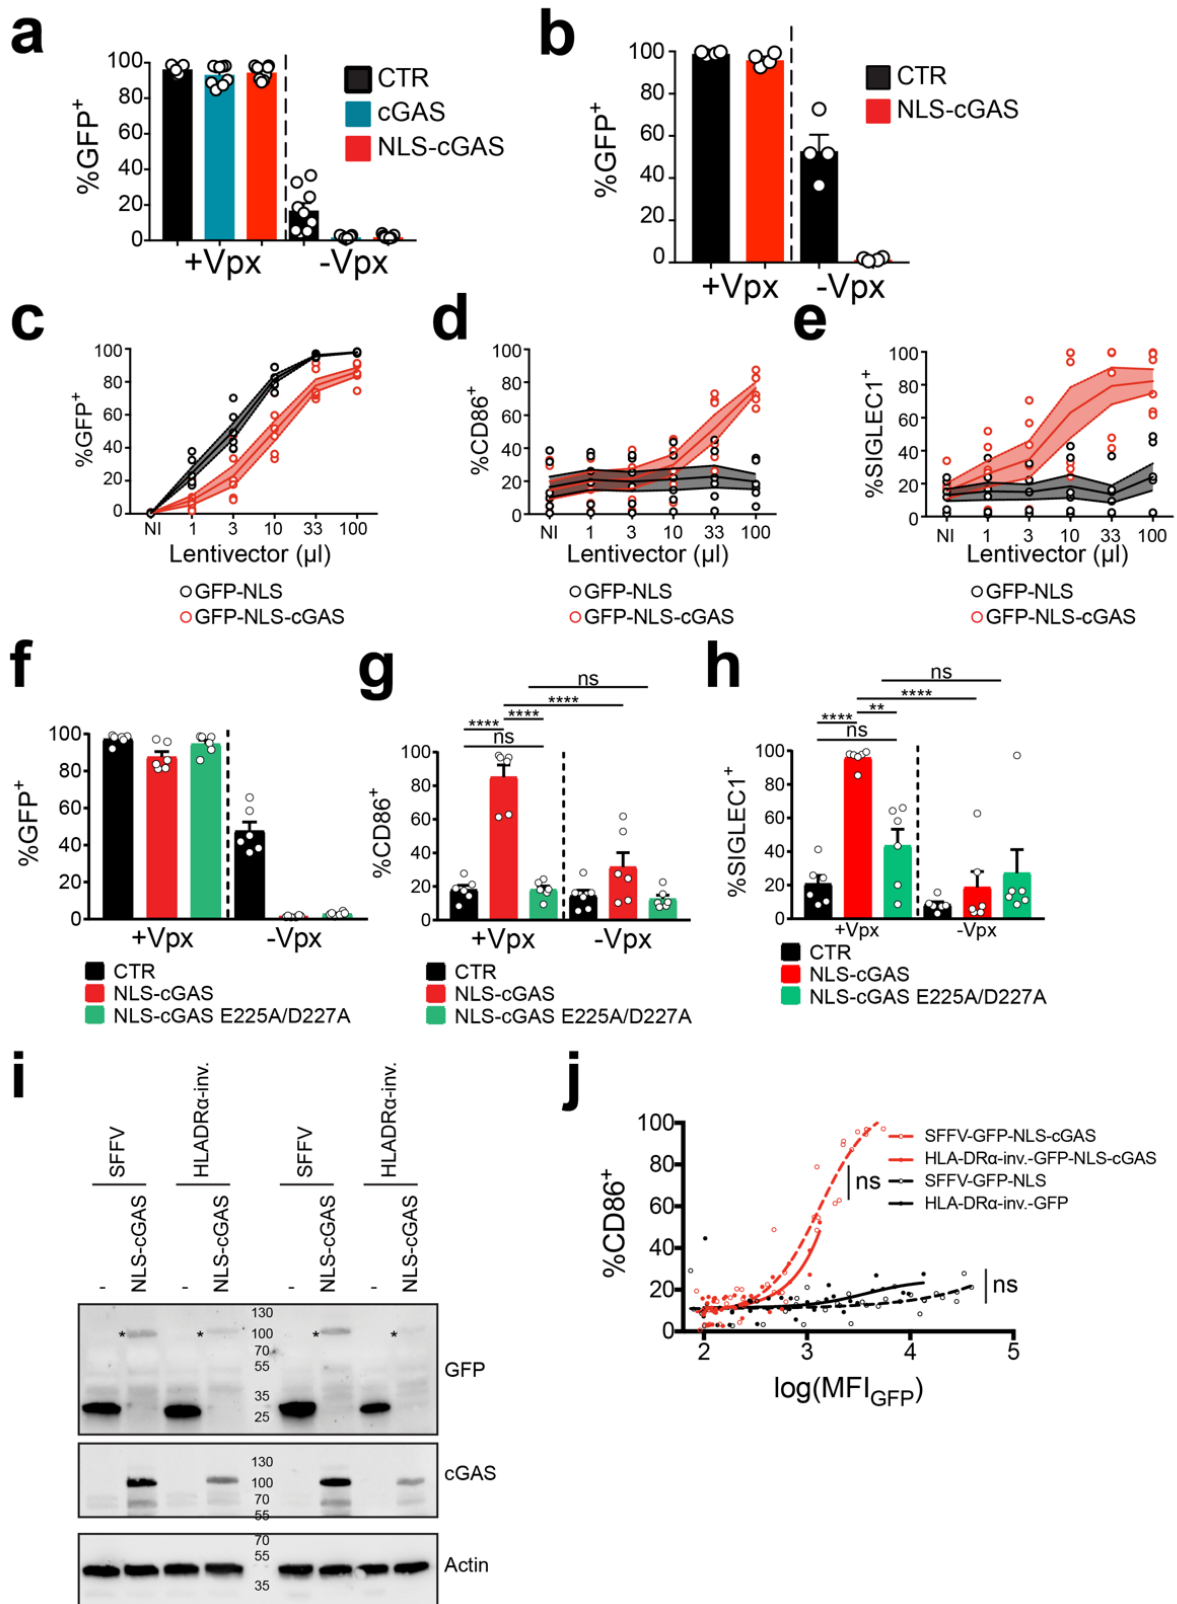 a
%GFP+
100
80
60
40
20
0
+Vpx
-Vpx
CTR
cGAS
NLS-cGAS
b
%GFP+
100
80
60
40
20
0
+Vpx
-Vpx
CTR
NLS-cGAS
c
%GFP+
100
80
60
40
20
0
NI 1 3 10 33 100
Lentivector (µl)
GFP-NLS
GFP-NLS-cGAS
d
%CD86+
100
80
60
40
20
0
NI 1 3 10 33 100
Lentivector (µl)
GFP-NLS
GFP-NLS-cGAS
e
%SIGLEC1+
100
80
60
40
20
0
NI 1 3 10 33 100
Lentivector (µl)
GFP-NLS
GFP-NLS-cGAS
f
%GFP+
100
80
60
40
20
0
+Vpx
-Vpx
CTR
NLS-cGAS
NLS-cGAS E225A/D227A
g
ns
****
****
****
ns
%CD86+
100
80
60
40
20
0
+Vpx
-Vpx
CTR
NLS-cGAS
NLS-cGAS E225A/D227A
h
ns
****
**
****
ns
%SIGLEC1+
100
80
60
40
20
0
+Vpx
-Vpx
CTR
NLS-cGAS
NLS-cGAS E225A/D227A
i
SFFV
HLADRα-inv.
SFFV
HLADRα-inv.
-
NLS-cGAS
-
NLS-cGAS
-
NLS-cGAS
-
NLS-cGAS
130
* * 100 * *
70
55
35
25
GFP
130
100
70
55
cGAS
70
55
35
Actin
j
%CD86+
100
80
60
40
20
0
2 3 4 5
log(MFIGFP)
SFFV-GFP-NLS-cGAS
HLA-DRα-inv.-GFP-NLS-cGAS
SFFV-GFP-NLS
HLA-DRα-inv.-GFP
ns
ns